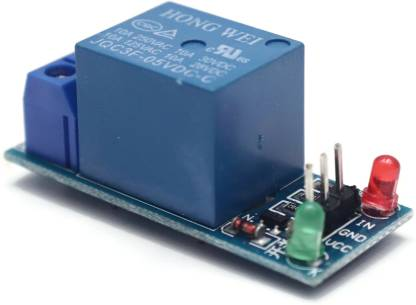 HONG WEI
10A 250VAC 10A 30VDC
10A 125VAC 10A 28VDC
JQC3F-05VDC-C
IN
GND
VCC